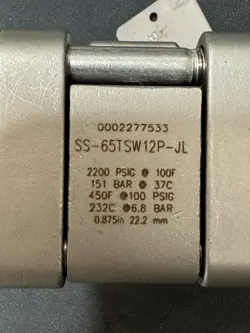 0002277533
SS-65TSW12P-JL
2200 PSIG @ 100F
151 BAR @ 37C
450F @100 PSIG
232C @6.8 BAR
0.875in 22.2 mm